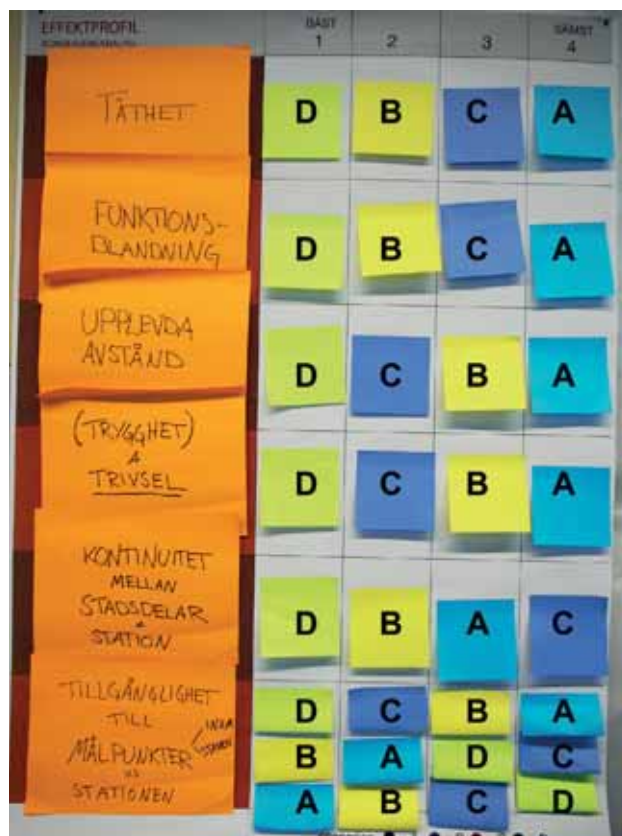 EFFEKTPROFIL
BÄST
1
2
3
SÄMST
4
TÄTHET
D B C A
FUNKTIONS-
BLANDNING
D B C A
UPPLEVDA
AVSTÅND
D C B A
(TRYGGHET)
&
TRIVSEL
D C B A
KONTINUITET
MELLAN
STADSDELAR
&
STATION
D B A C
TILLGÄNGLIGHET
TILL
MÅLPUNKTER
STATIONEN
D C B A
B A D C
A B C D